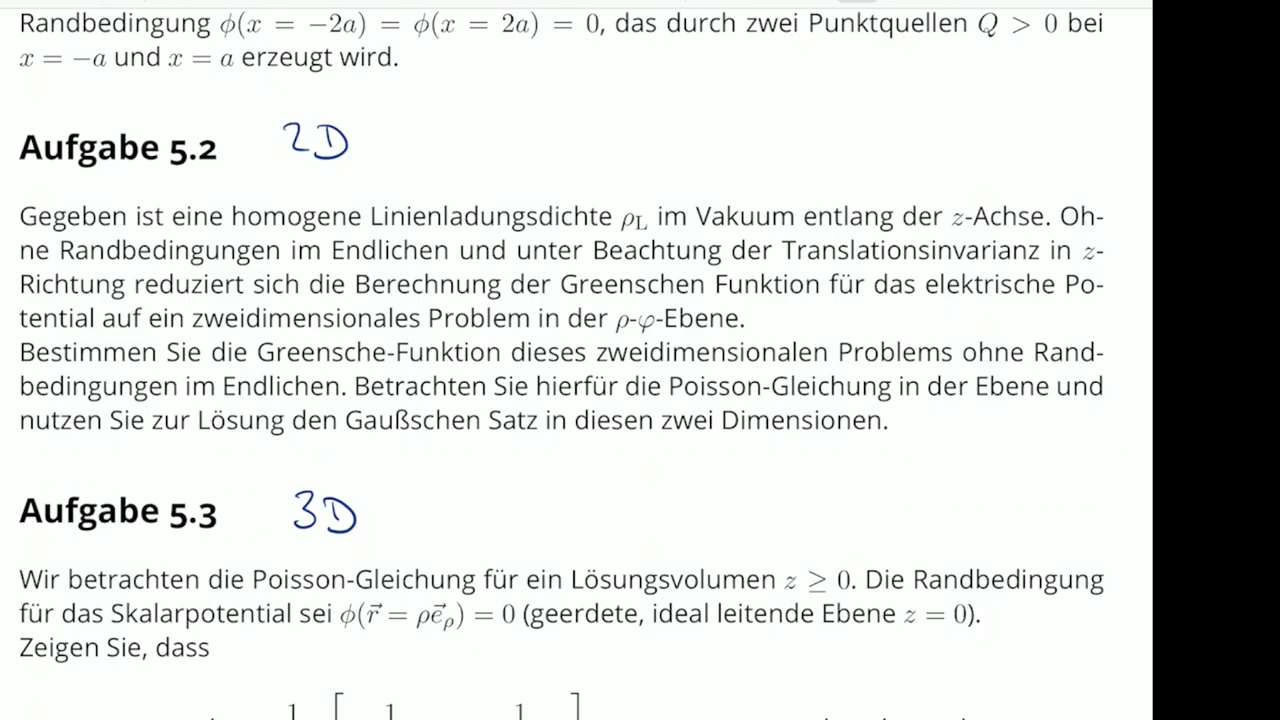 Randbedingung ϕ(x = −2a) = ϕ(x = 2a) = 0, das durch zwei Punktquellen Q > 0 bei
x = −a und x = a erzeugt wird.
Aufgabe 5.2 2D
Gegeben ist eine homogene Linienladungsdichte ρ_L im Vakuum entlang der z-Achse. Oh-
ne Randbedingungen im Endlichen und unter Beachtung der Translationsinvarianz in z-
Richtung reduziert sich die Berechnung der Greenschen Funktion für das elektrische Po-
tential auf ein zweidimensionales Problem in der ρ-φ-Ebene.
Bestimmen Sie die Greensche-Funktion dieses zweidimensionalen Problems ohne Rand-
bedingungen im Endlichen. Betrachten Sie hierfür die Poisson-Gleichung in der Ebene und
nutzen Sie zur Lösung den Gaußschen Satz in diesen zwei Dimensionen.
Aufgabe 5.3 3D
Wir betrachten die Poisson-Gleichung für ein Lösungsvolumen z ≥ 0. Die Randbedingung
für das Skalarpotential sei ϕ(r⃗ = ρe⃗_ρ) = 0 (geerdete, ideal leitende Ebene z = 0).
Zeigen Sie, dass
1 [ 1 1 ]